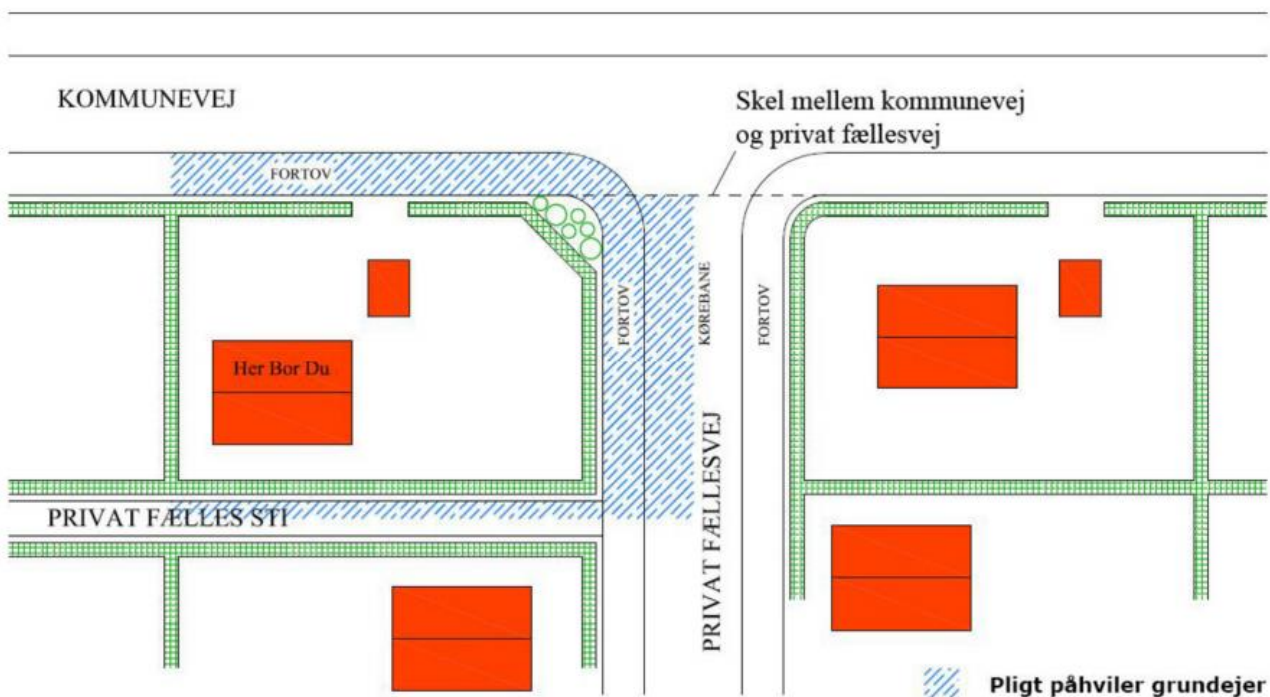 KOMMUNEVEJ
Skel mellem kommunevej
og privat fællesvej
FORTOV
FORTOV
KØREBANE
FORTOV
Her Bor Du
PRIVAT FÆLLESVEJ
PRIVAT FÆLLES STI
Pligt påhviler grundejer